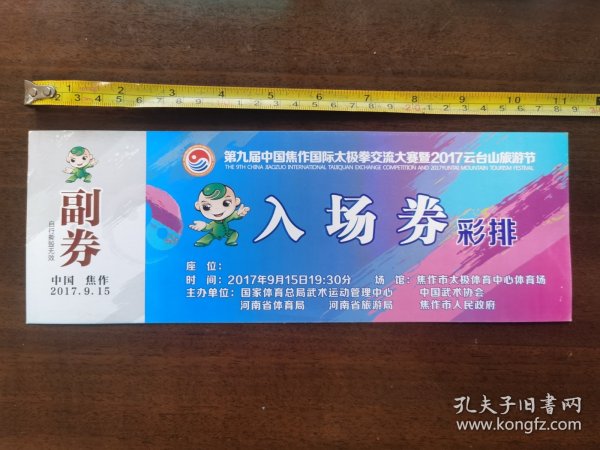 第九届中国焦作国际太极拳交流大赛暨2017云台山旅游节
THE 9TH CHINA JIAOZUO INTERNATIONAL TAIJIQUAN EXCHANGE COMPETITION AND 2017YUNTAI MOUNTAIN TOURISM FESTIVAL
入场券 彩排
座 位：
时 间：2017年9月15日19:30分 场 馆：焦作市太极体育中心体育场
主办单位：国家体育总局武术运动管理中心 中国武术协会
河南省体育局 河南省旅游局 焦作市人民政府
副券
自行撕毁无效
中国 焦作
2017.9.15
孔夫子旧书网
www.kongfz.com